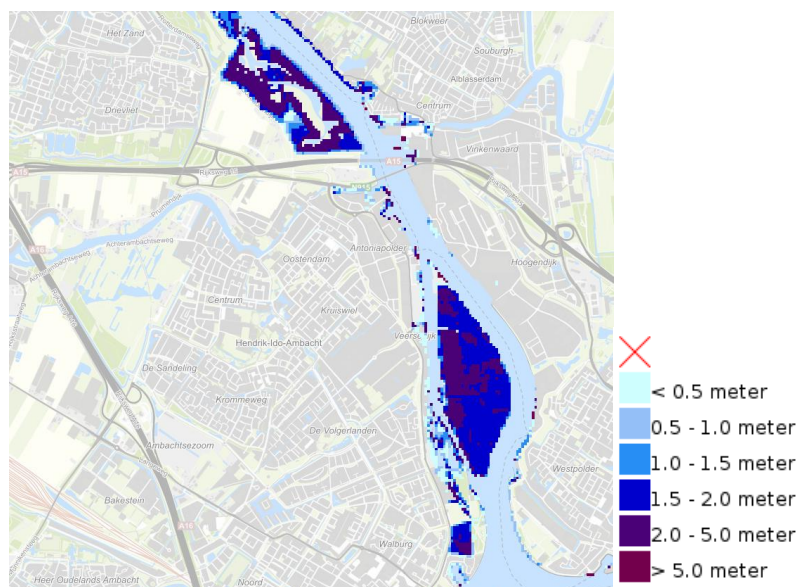 Blokweer
Het Zand
Souburgh
Alblasserdam
Centrum
Drievliet
Vinkenwaard
A15
A15
Rijksweg
Antoniapolder
Achterambachtseweg
Oostendam
Hoogendijk
Centrum
Kruiswiel
Hendrik-Ido-Ambacht
Veersedijk
De Sandeling
Krommeweg
< 0.5 meter
0.5 - 1.0 meter
De Volgerlanden
Ambachtsezoom
1.0 - 1.5 meter
Westpolder
Bakestein
1.5 - 2.0 meter
A16
2.0 - 5.0 meter
Walburg
> 5.0 meter
Heer Oudelands Ambacht
Noord